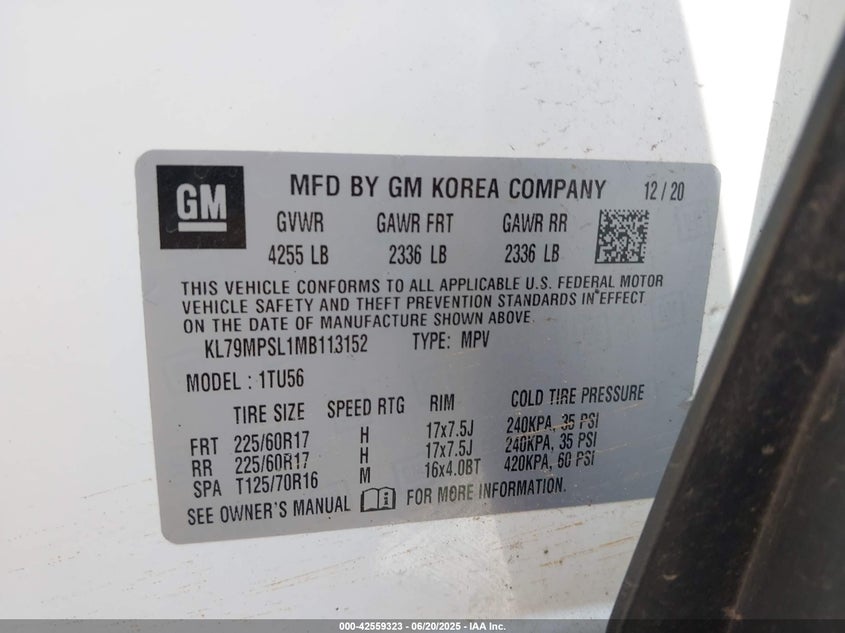 GM
MFD BY GM KOREA COMPANY 12 / 20
GVWR GAWR FRT GAWR RR
4255 LB 2336 LB 2336 LB
THIS VEHICLE CONFORMS TO ALL APPLICABLE U.S. FEDERAL MOTOR
VEHICLE SAFETY AND THEFT PREVENTION STANDARDS IN EFFECT
ON THE DATE OF MANUFACTURE SHOWN ABOVE.
KL79MPSL1MB113152 TYPE: MPV
MODEL : 1TU56
TIRE SIZE SPEED RTG RIM COLD TIRE PRESSURE
FRT 225/60R17 H 17x7.5J 240KPA, 35 PSI
RR 225/60R17 H 17x7.5J 240KPA, 35 PSI
SPA T125/70R16 M 16x4.0BT 420KPA, 60 PSI
SEE OWNER'S MANUAL FOR MORE INFORMATION.
000-42559323 - 06/20/2025 - IAA Inc.